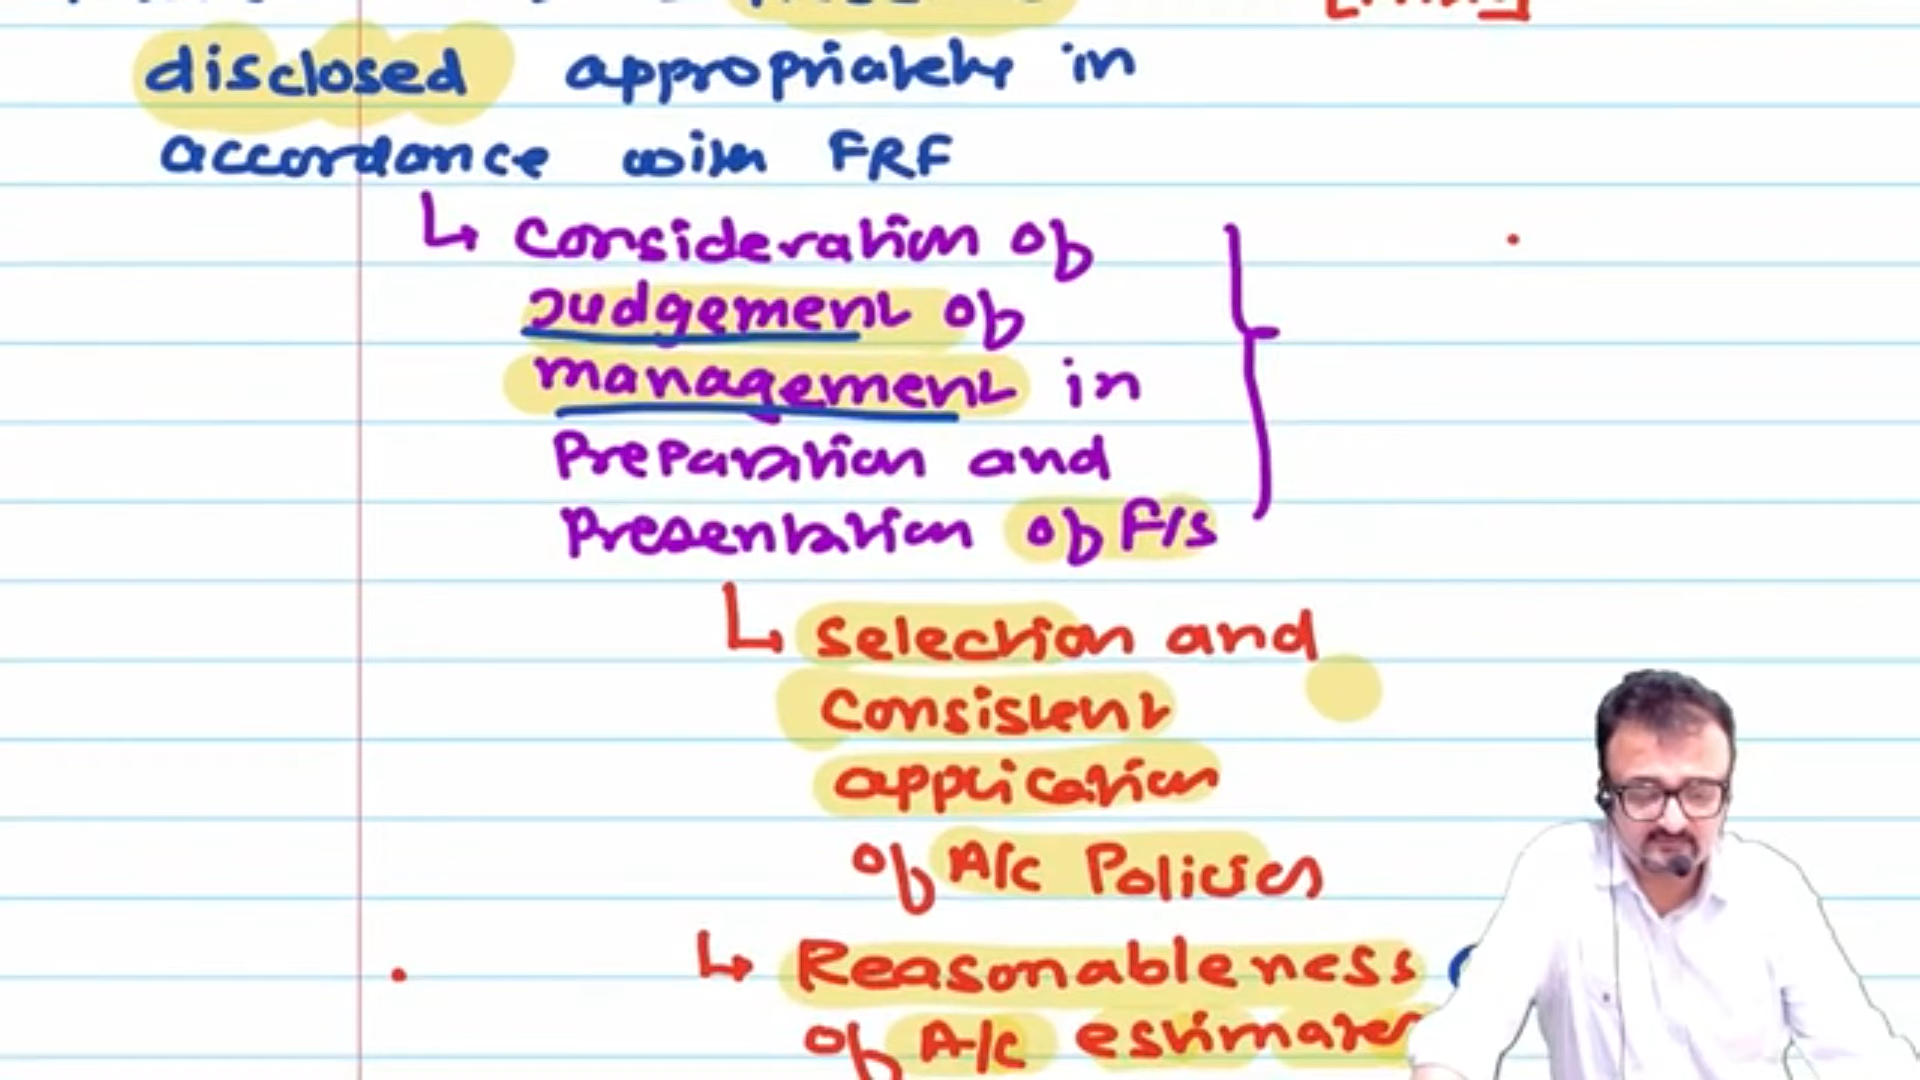 disclosed appropriately in
accordance with FRF
↳ Consideration of
Judgement of
management in
Preparation and
Presentation of F/S
↳ Selection and
Consistent
application
of A/c Policies
↳ Reasonableness
of A/c estimates